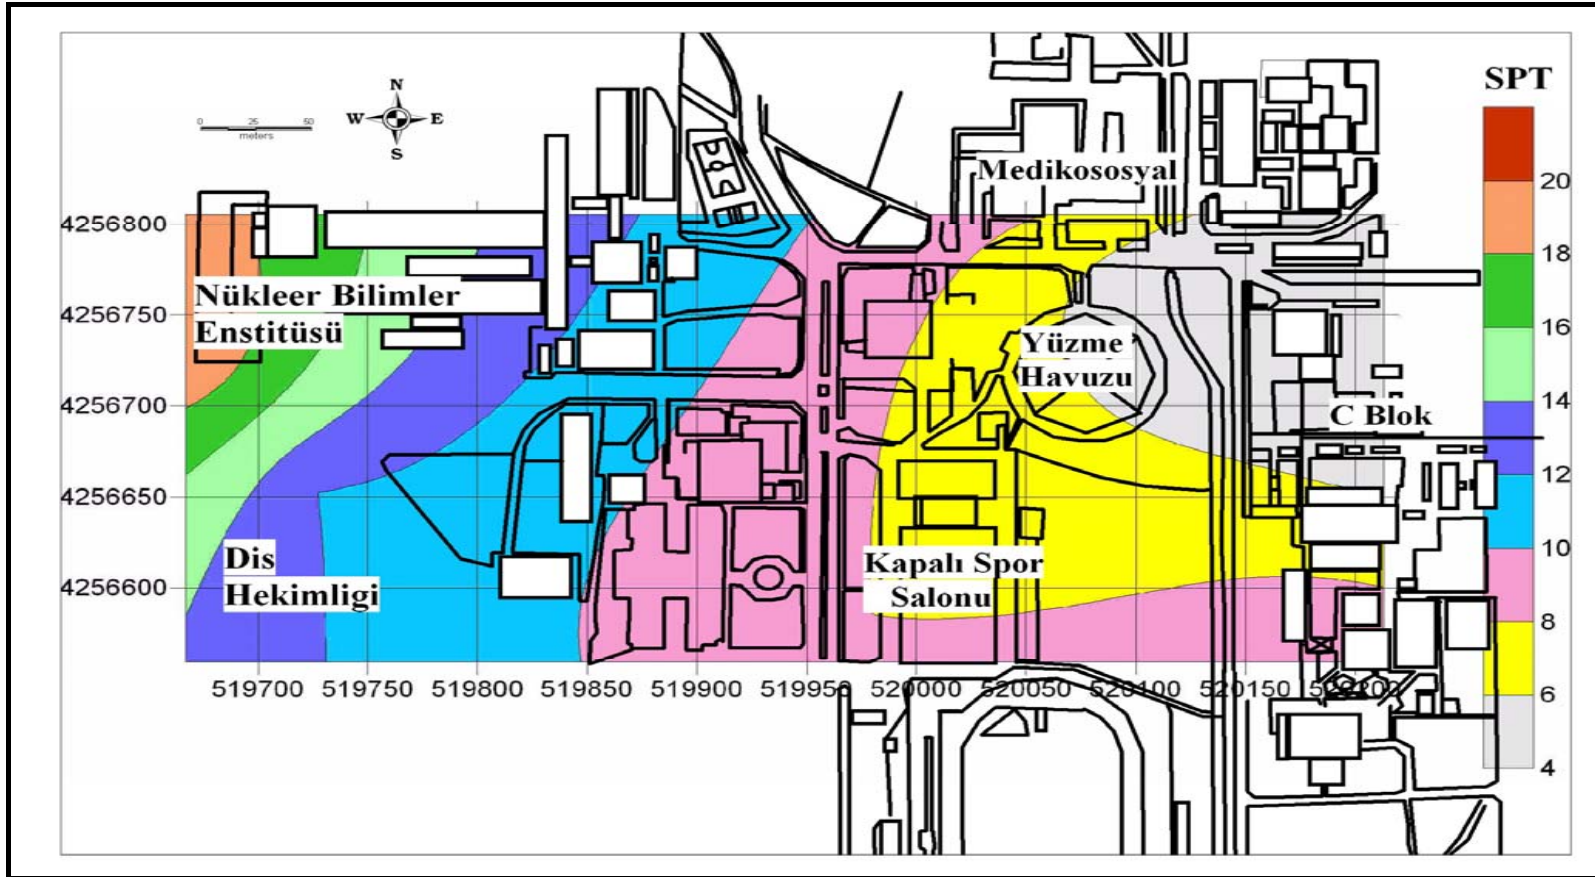 SPT
N
W E
S
0 25 50
meters
Medikososyal
20
4256800
18
Nükleer Bilimler
Enstitüsü
4256750
16
Yüzme
Havuzu
4256700
14
C Blok
12
4256650
10
Dis
Hekimligi
Kapalı Spor
Salonu
4256600
8
6
519700 519750 519800 519850 519900 519950 520000 520050 520100 520150 520200
4